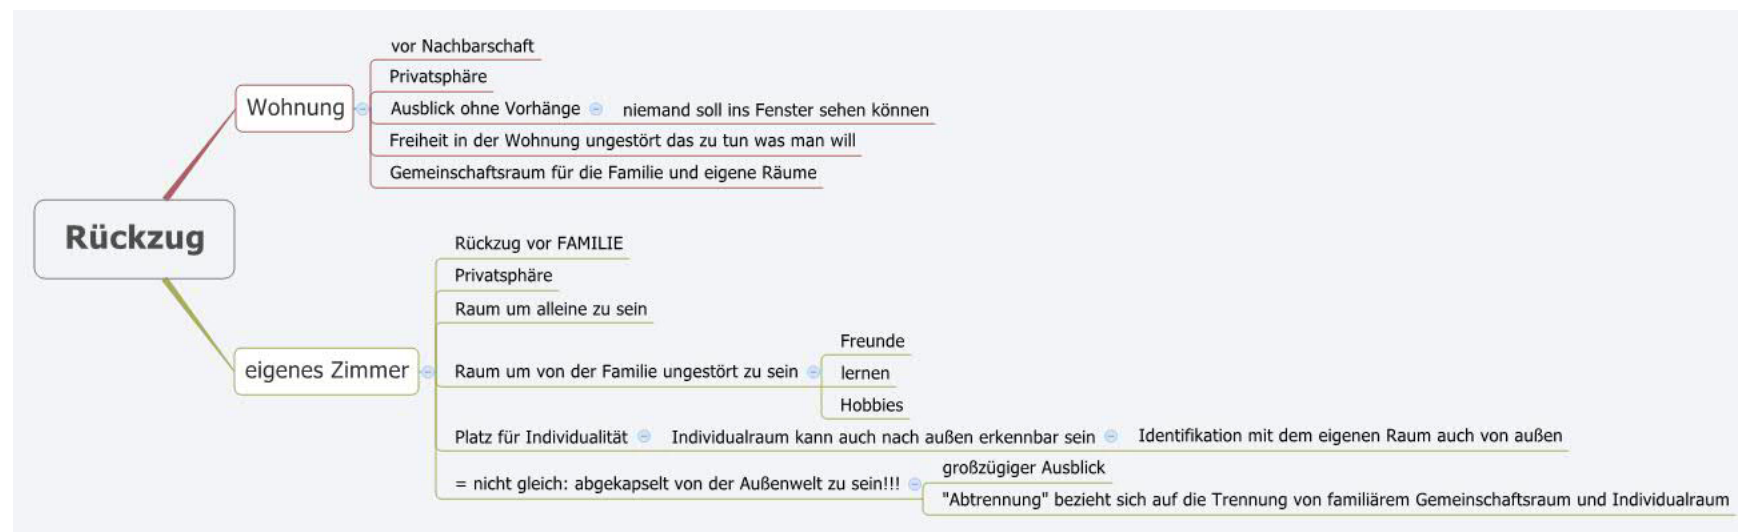 Rückzug
Wohnung
vor Nachbarschaft
Privatsphäre
Ausblick ohne Vorhänge
niemand soll ins Fenster sehen können
Freiheit in der Wohnung ungestört das zu tun was man will
Gemeinschaftsraum für die Familie und eigene Räume
eigenes Zimmer
Rückzug vor FAMILIE
Privatsphäre
Raum um alleine zu sein
Raum um von der Familie ungestört zu sein
Freunde
lernen
Hobbies
Platz für Individualität
Individualraum kann auch nach außen erkennbar sein
Identifikation mit dem eigenen Raum auch von außen
= nicht gleich: abgekapselt von der Außenwelt zu sein!!!
großzügiger Ausblick
"Abtrennung" bezieht sich auf die Trennung von familiärem Gemeinschaftsraum und Individualraum